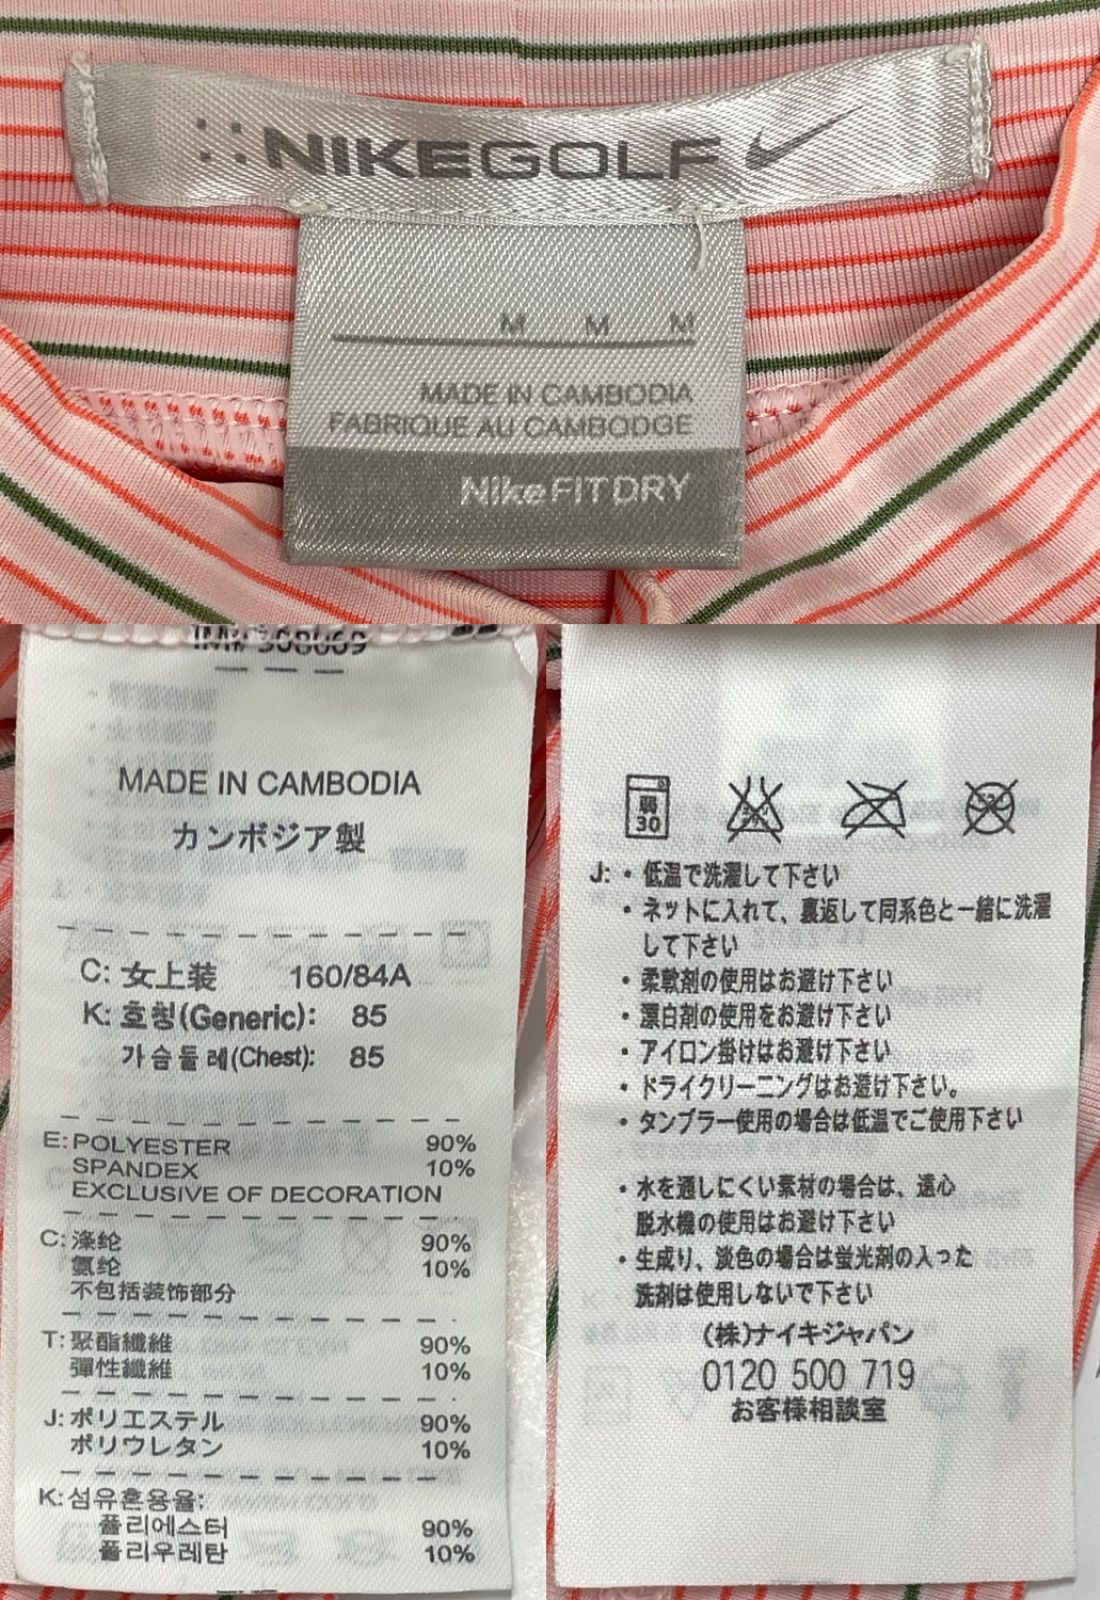 NIKEGOLF
M M M
MADE IN CAMBODIA
FABRIQUE AU CAMBODGE
Nike FIT DRY
MADE IN CAMBODIA
カンボジア製
C: 女上装 160/84A
K: 호칭(Generic): 85
가슴둘레(Chest): 85
E: POLYESTER 90%
SPANDEX 10%
EXCLUSIVE OF DECORATION
C: 涤纶 90%
氨纶 10%
不包括装饰部分
T: 聚酯纖維 90%
彈性纖維 10%
J: ポリエステル 90%
ポリウレタン 10%
K: 섬유혼용율:
폴리에스터 90%
폴리우레탄 10%
弱
30
J: ・低温で洗濯して下さい
・ネットに入れて、裏返して同系色と一緒に洗濯
して下さい
・柔軟剤の使用はお避け下さい
・漂白剤の使用をお避け下さい
・アイロン掛けはお避け下さい
・ドライクリーニングはお避け下さい。
・タンブラー使用の場合は低温でご使用下さい
・水を通しにくい素材の場合は、遠心
脱水機の使用はお避け下さい
・生成り、淡色の場合は蛍光剤の入った
洗剤は使用しないで下さい
(株)ナイキジャパン
0120 500 719
お客様相談室